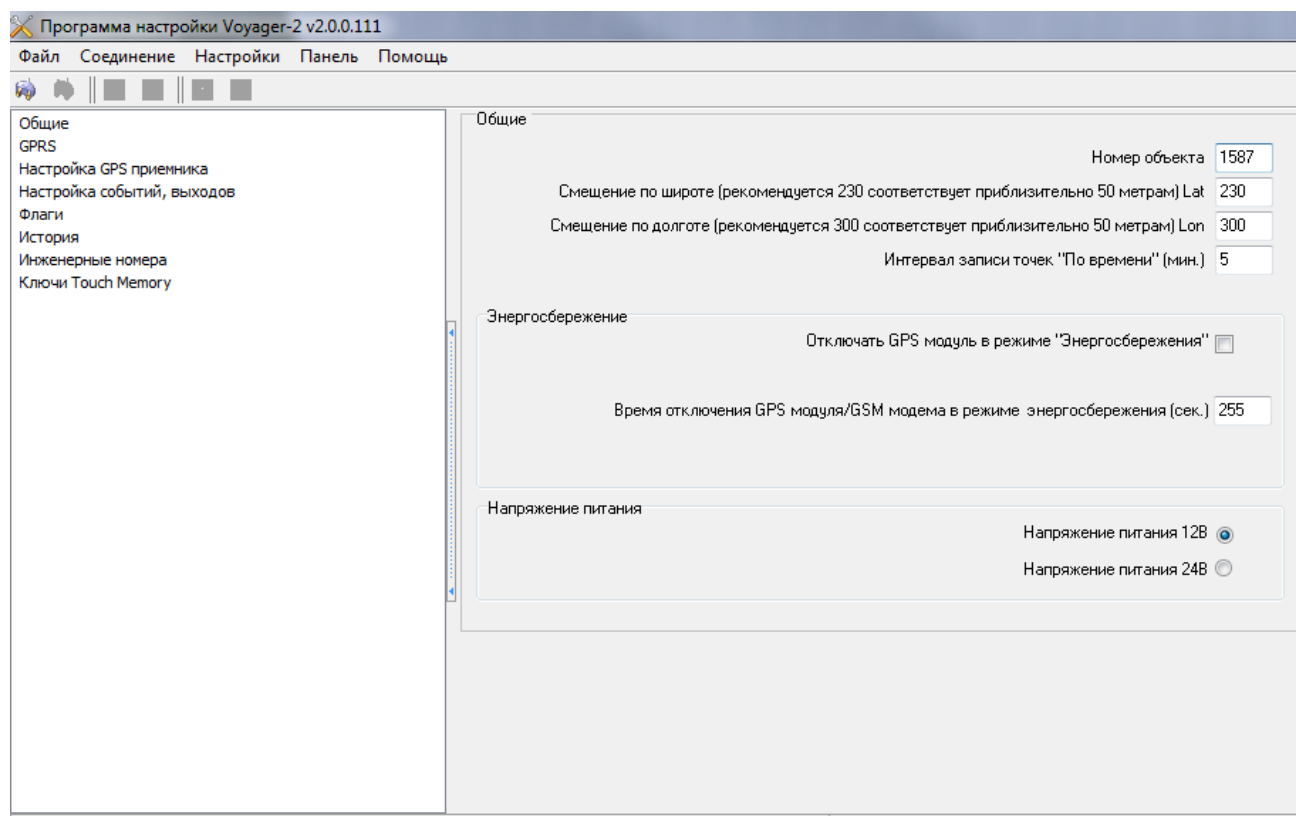 Программа настройки Voyager-2 v2.0.0.111
Файл Соединение Настройки Панель Помощь
Общие
GPRS
Настройка GPS приемника
Настройка событий, выходов
Флаги
История
Инженерные номера
Ключи Touch Memory
Общие
Номер объекта 1587
Смещение по широте (рекомендуется 230 соответствует приблизительно 50 метрам) Lat 230
Смещение по долготе (рекомендуется 300 соответствует приблизительно 50 метрам) Lon 300
Интервал записи точек "По времени" (мин.) 5
Энергосбережение
Отключать GPS модуль в режиме "Энергосбережения"
Время отключения GPS модуля/GSM модема в режиме энергосбережения (сек.) 255
Напряжение питания
Напряжение питания 12В
Напряжение питания 24В